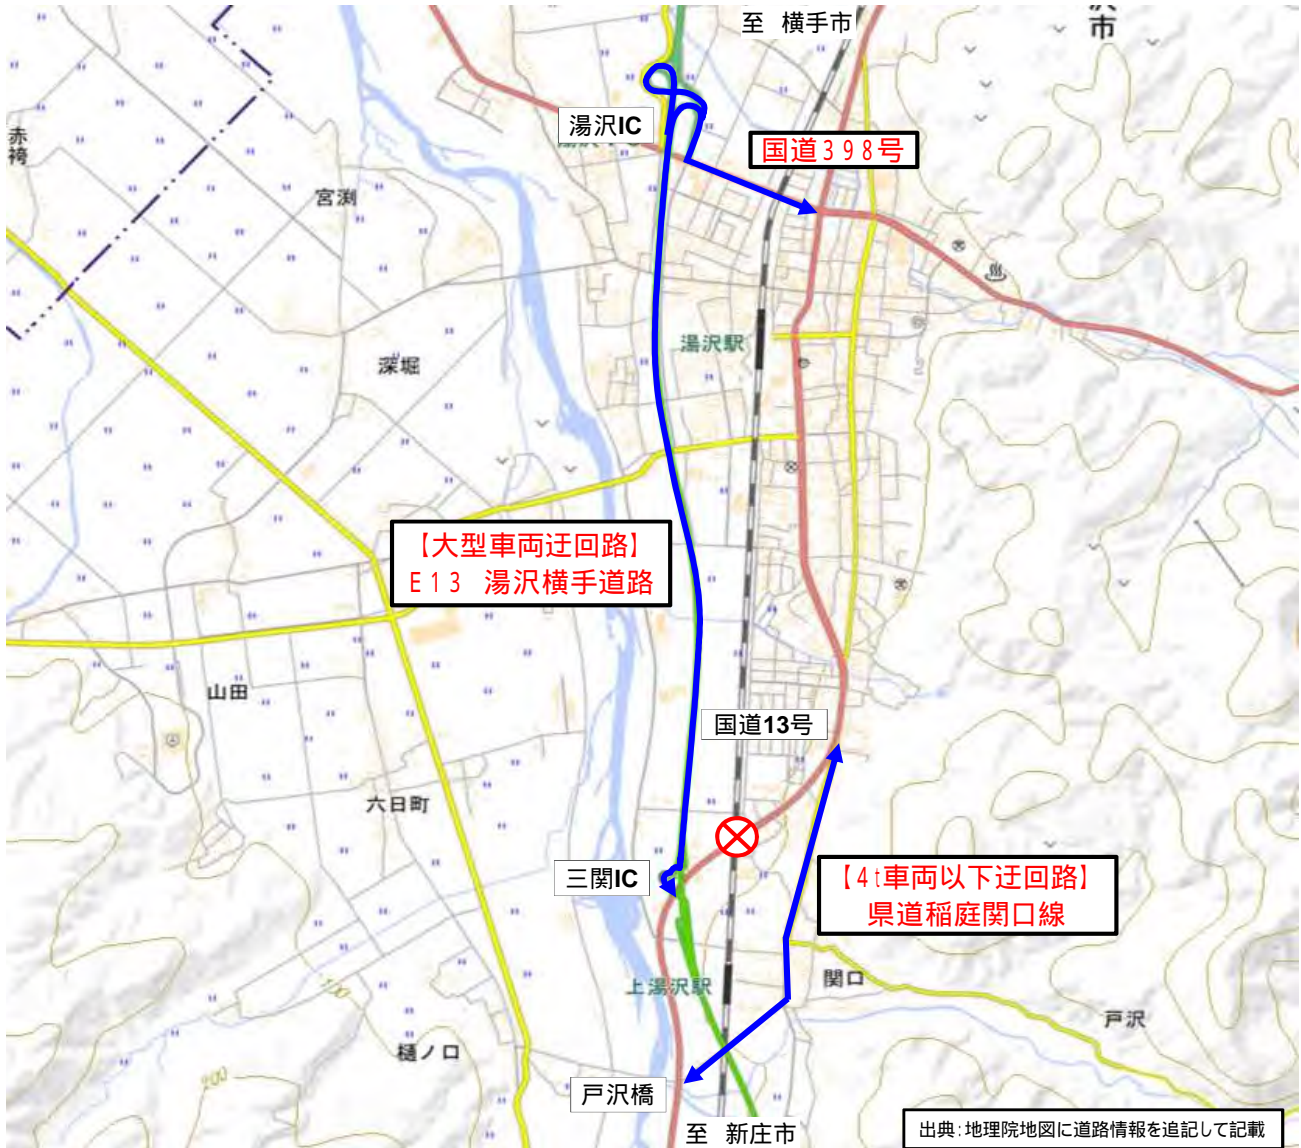 至 横手市
沢市
湯沢IC
国道398号
赤袴
宮渕
湯沢駅
深堀
【大型車両迂回路】
E13 湯沢横手道路
山田
国道13号
六日町
三関IC
【4t車両以下迂回路】
県道稲庭関口線
関口
上湯沢駅
戸沢
樋ノ口
100
200
戸沢橋
至 新庄市
出典:地理院地図に道路情報を追記して記載